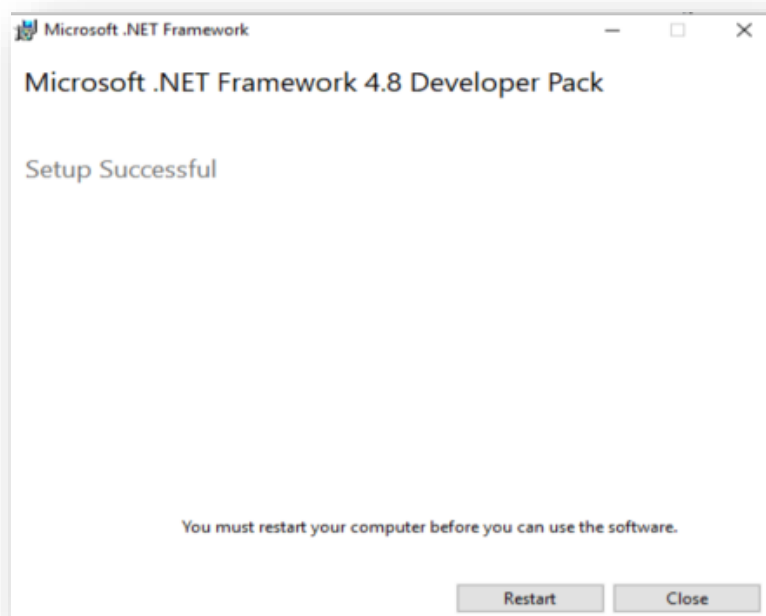 Microsoft .NET Framework
Microsoft .NET Framework 4.8 Developer Pack
Setup Successful
You must restart your computer before you can use the software.
Restart
Close